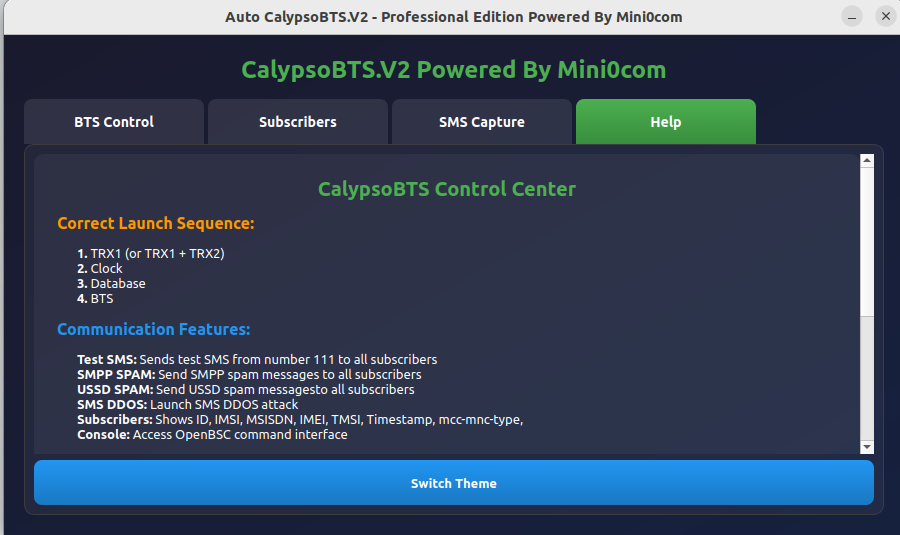 Auto CalypsoBTS.V2 - Professional Edition Powered By Mini0com
CalypsoBTS.V2 Powered By Mini0com
BTS Control
Subscribers
SMS Capture
Help
CalypsoBTS Control Center
Correct Launch Sequence:
1. TRX1 (or TRX1 + TRX2)
2. Clock
3. Database
4. BTS
Communication Features:
Test SMS: Sends test SMS from number 111 to all subscribers
SMPP SPAM: Send SMPP spam messages to all subscribers
USSD SPAM: Send USSD spam messagesto all subscribers
SMS DDOS: Launch SMS DDOS attack
Subscribers: Shows ID, IMSI, MSISDN, IMEI, TMSI, Timestamp, mcc-mnc-type,
Console: Access OpenBSC command interface
Switch Theme